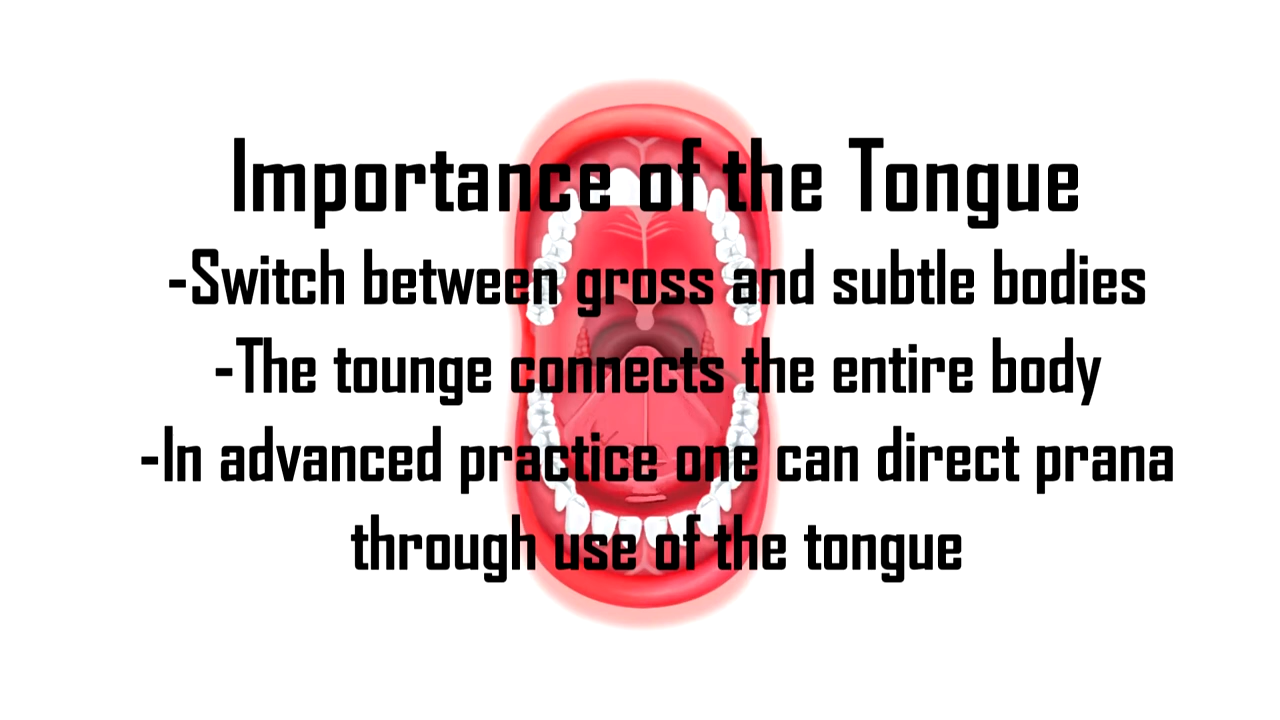 Importance of the Tongue
-Switch between gross and subtle bodies
-The tounge connects the entire body
-In advanced practice one can direct prana
through use of the tongue